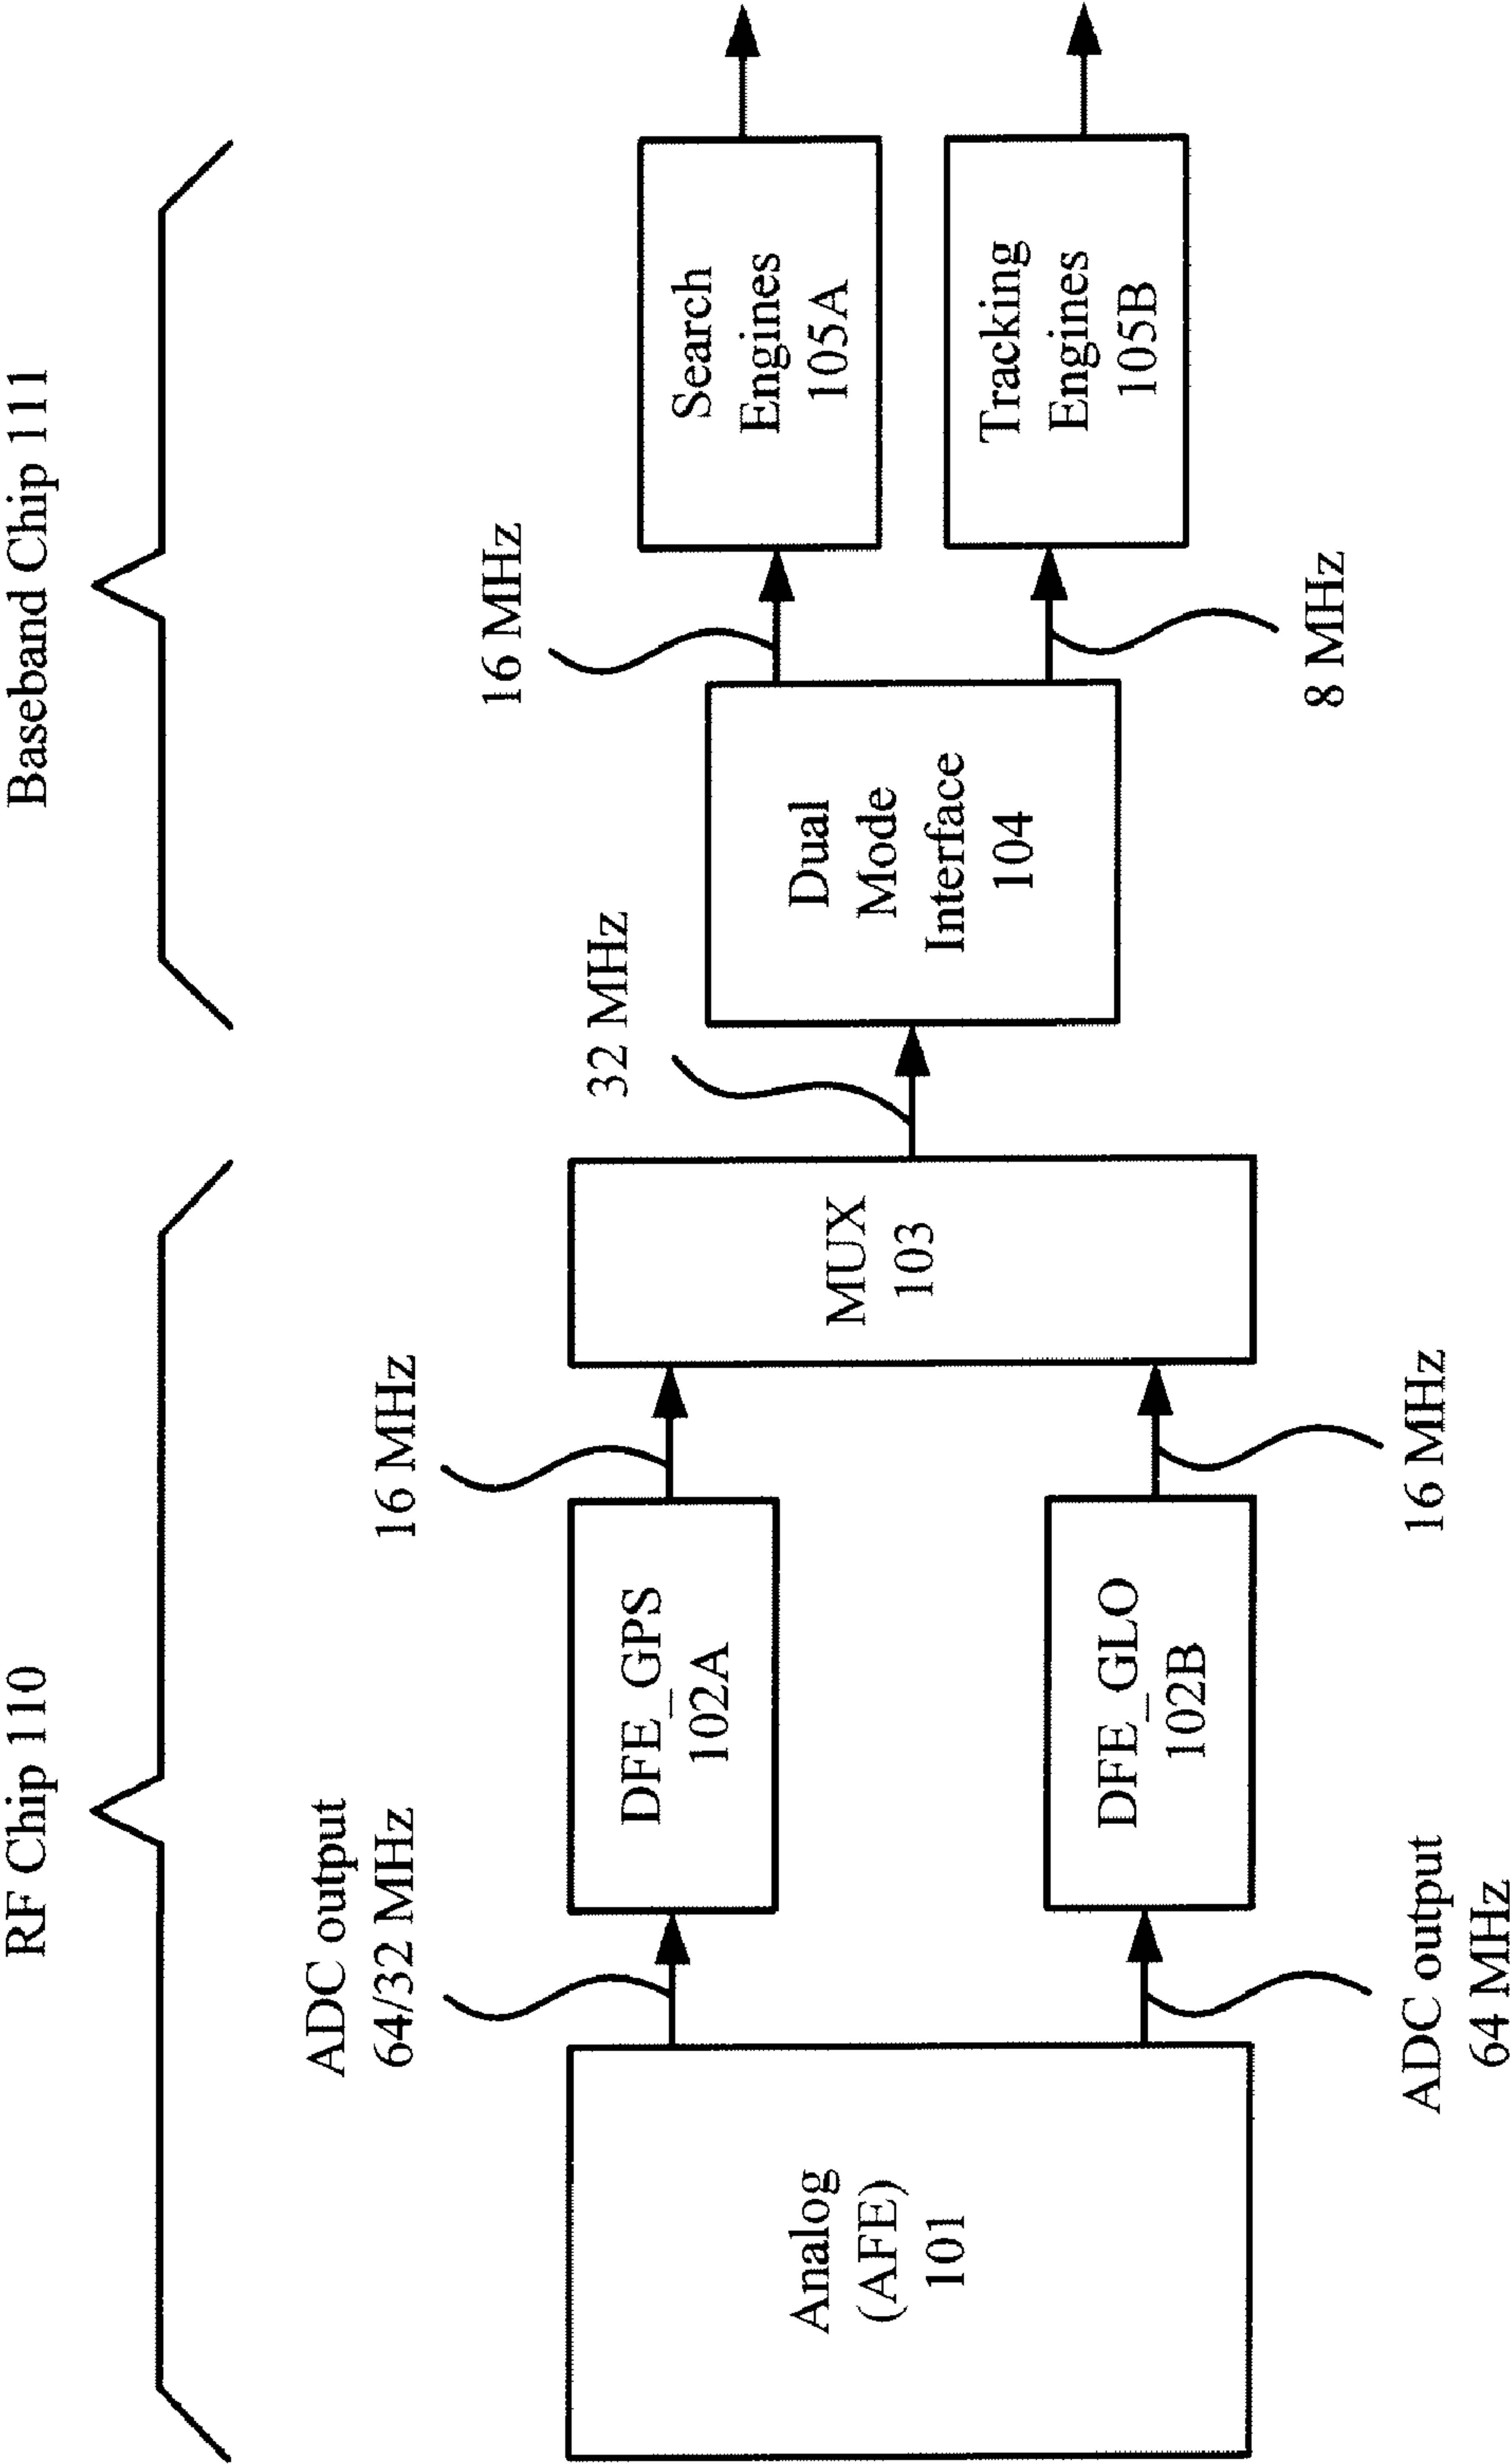 RF Chip 110
Baseband Chip 111
ADC output
64/32 MHz
16 MHz
32 MHz
16 MHz
Analog
(AFE)
101
DFE_GPS
102A
DFE_GLO
102B
MUX
103
Dual
Mode
Interface
104
Search
Engines
105A
Tracking
Engines
105B
ADC output
64 MHz
16 MHz
8 MHz